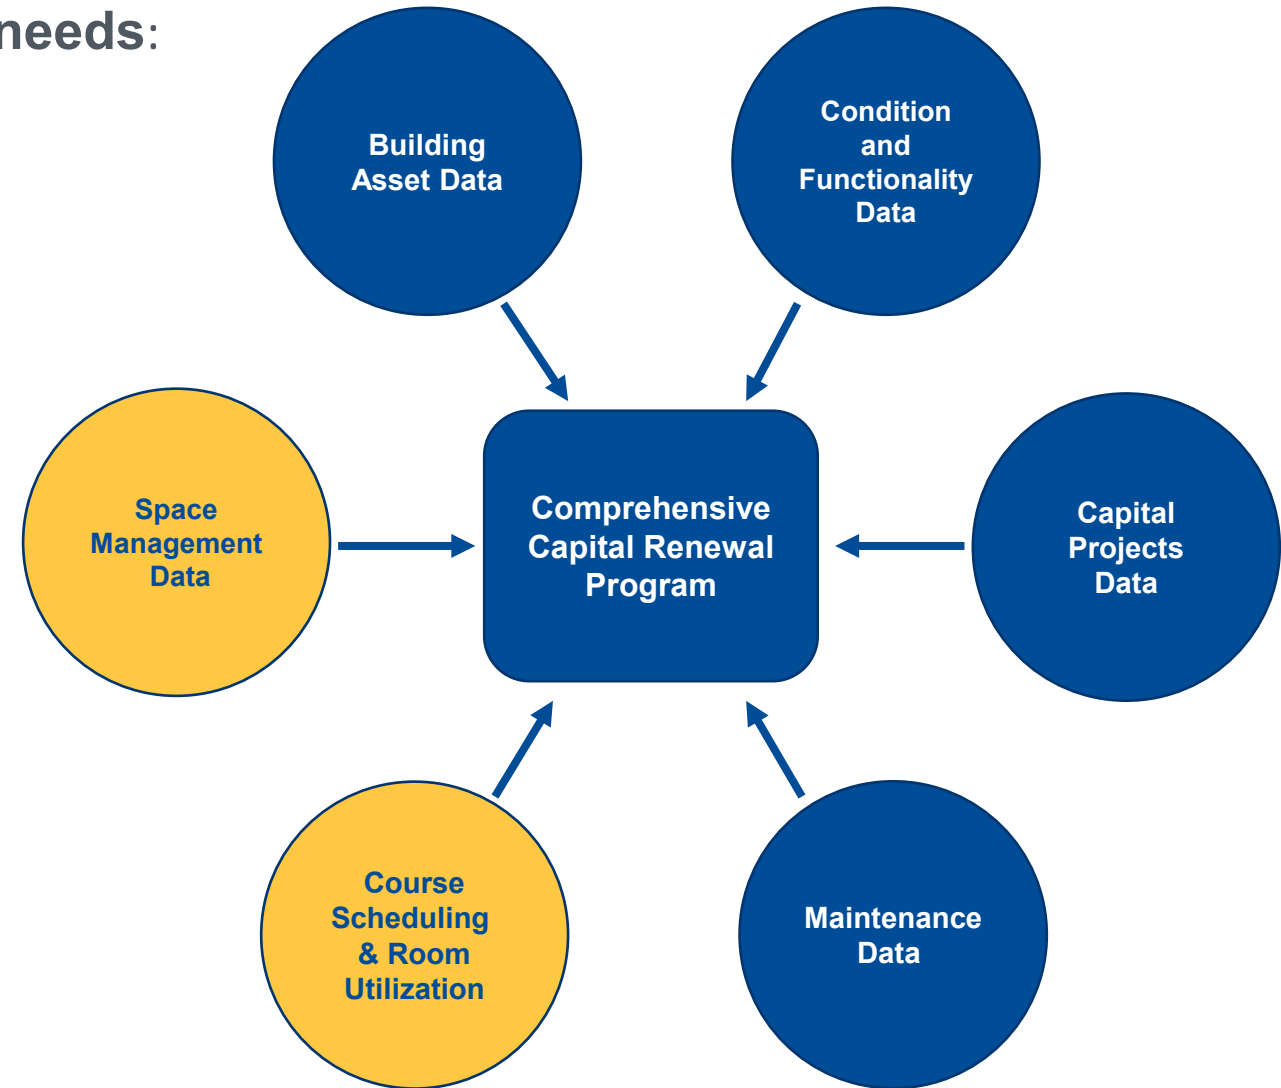 needs:
Building
Asset Data
Condition
and
Functionality
Data
Space
Management
Data
Comprehensive
Capital Renewal
Program
Capital
Projects
Data
Course
Scheduling
& Room
Utilization
Maintenance
Data